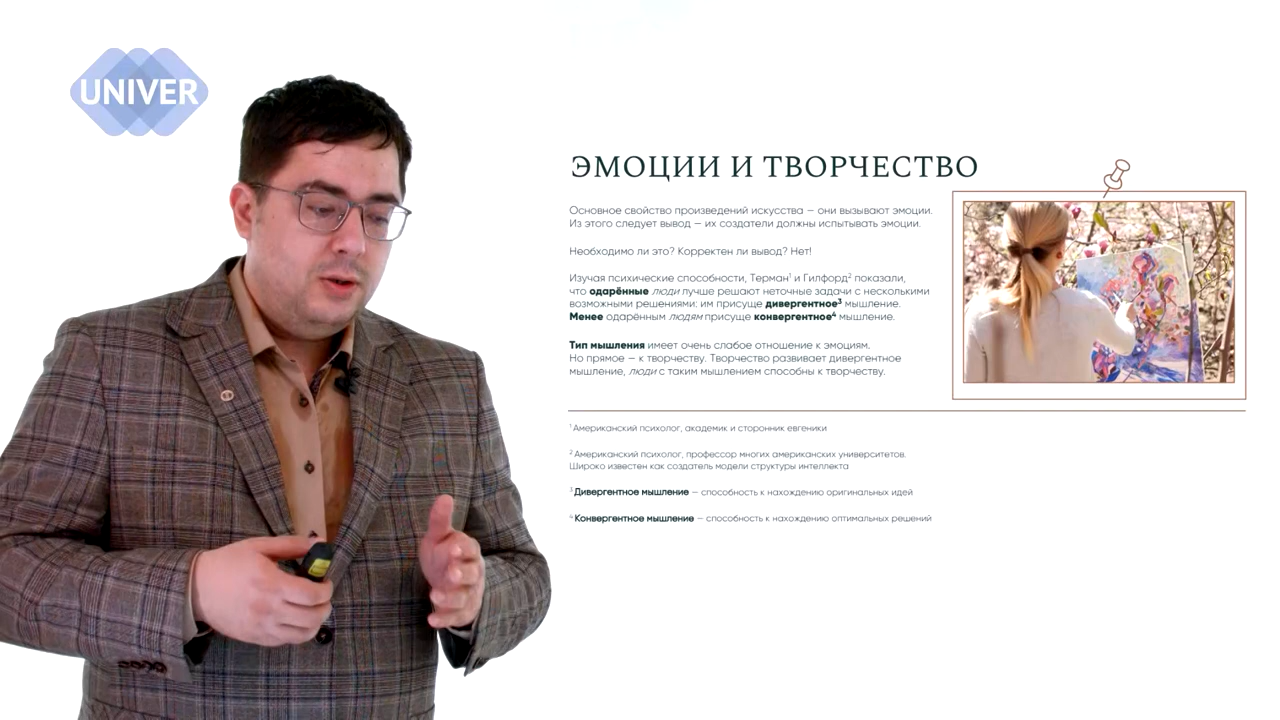 UNIVER
ЭМОЦИИ И ТВОРЧЕСТВО
Основное свойство произведений искусства — они вызывают эмоции.
Из этого следует вывод — их создатели должны испытывать эмоции.
Необходимо ли это? Корректен ли вывод? Нет!
Изучая психические способности, Терман¹ и Гилфорд² показали,
что одарённые люди лучше решают неточные задачи с несколькими
возможными решениями: им присуще дивергентное³ мышление.
Менее одарённым людям присуще конвергентное⁴ мышление.
Тип мышления имеет очень слабое отношение к эмоциям.
Но прямое — к творчеству. Творчество развивает дивергентное
мышление, люди с таким мышлением способны к творчеству.
¹ Американский психолог, академик и сторонник евгеники
² Американский психолог, профессор многих американских университетов.
Широко известен как создатель модели структуры интеллекта
³ Дивергентное мышление — способность к нахождению оригинальных идей
⁴ Конвергентное мышление — способность к нахождению оптимальных решений